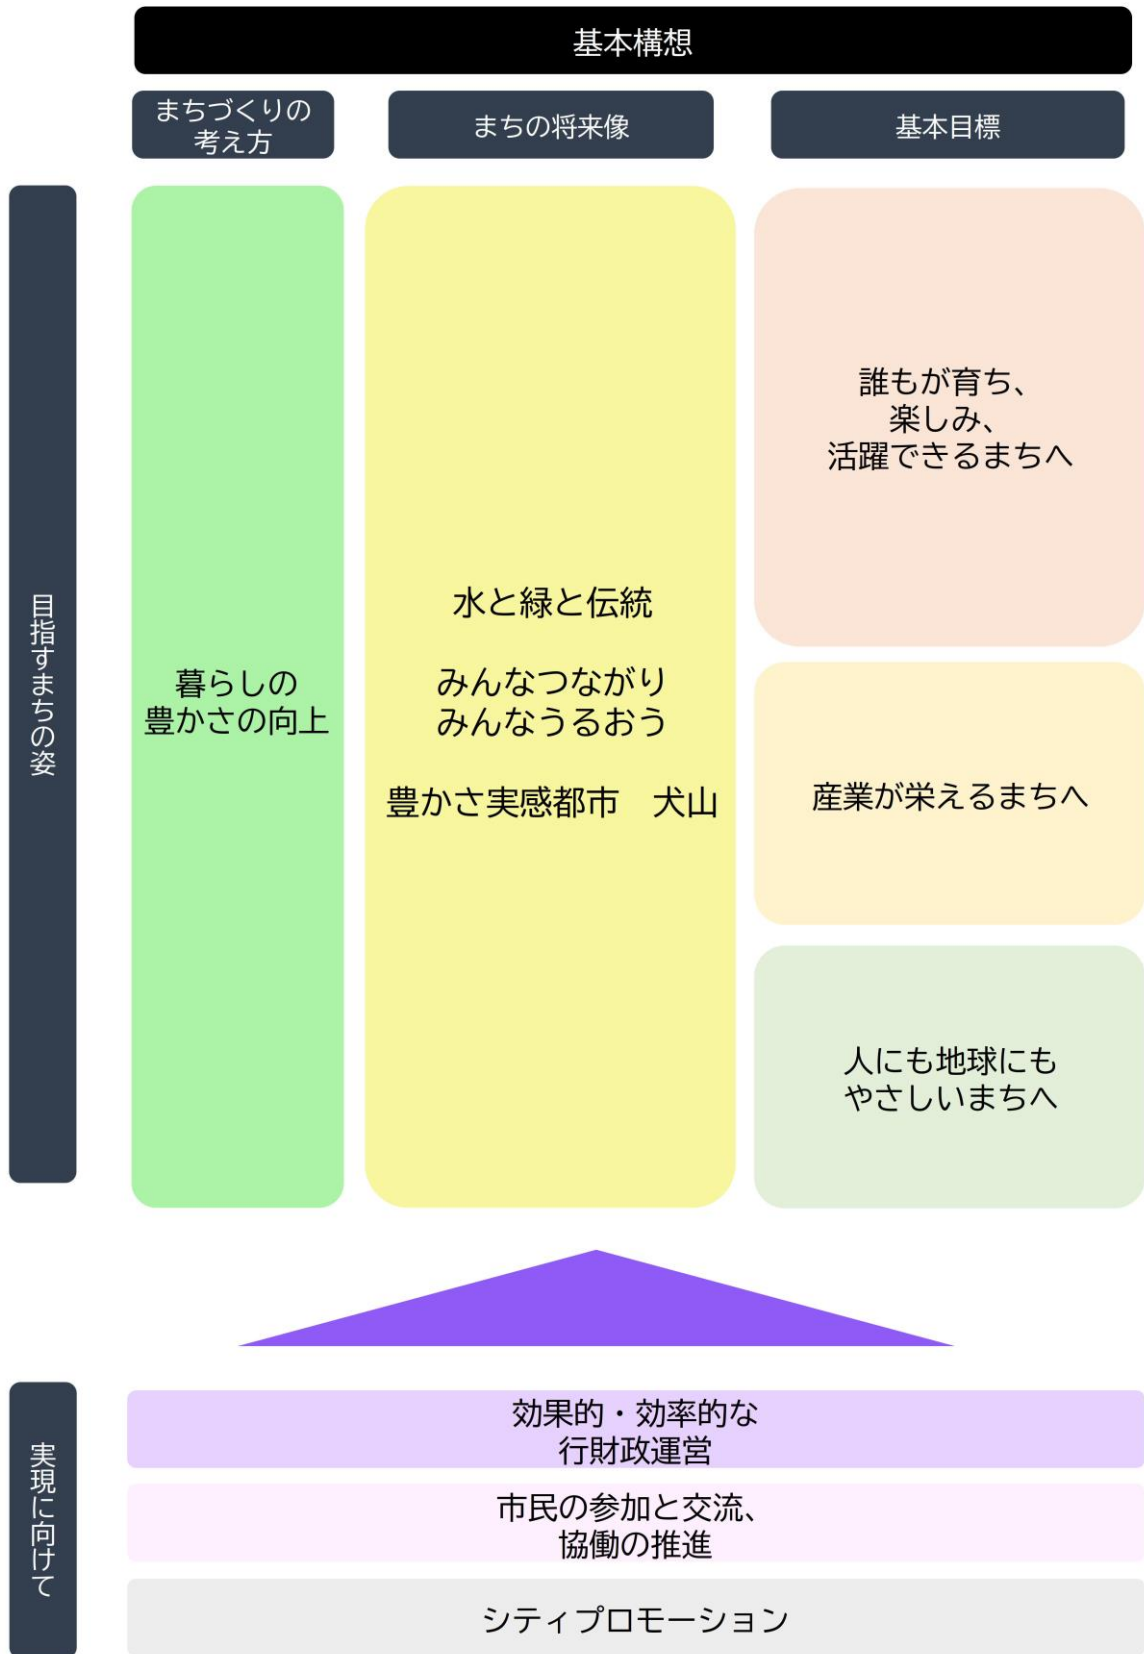 基本構想
まちづくりの
考え方
まちの将来像
基本目標
目指すまちの姿
暮らしの
豊かさの向上
水と緑と伝統
みんなつながり
みんなうるおう
豊かさ実感都市　犬山
誰もが育ち、
楽しみ、
活躍できるまちへ
産業が栄えるまちへ
人にも地球にも
やさしいまちへ
実現に向けて
効果的・効率的な
行財政運営
市民の参加と交流、
協働の推進
シティプロモーション